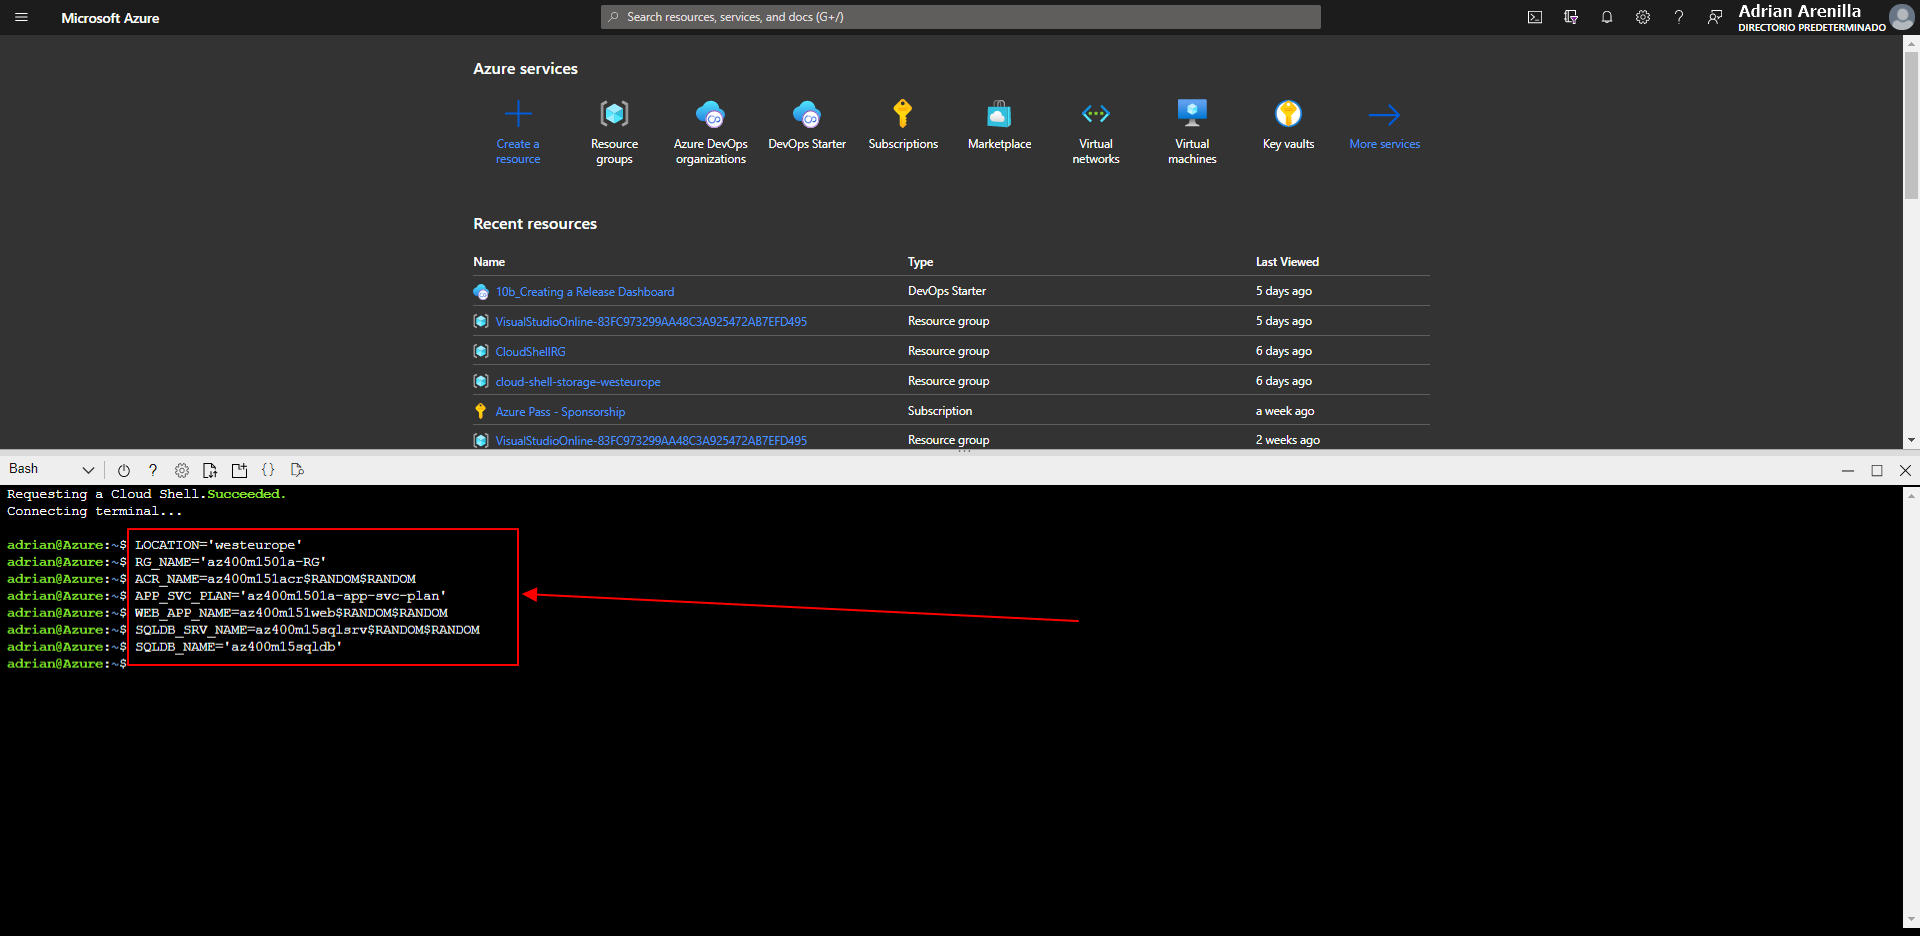 Microsoft Azure
Search resources, services, and docs (G+/)
Adrian Arenilla
DIRECTORIO PREDETERMINADO
Azure services
Create a resource
Resource groups
Azure DevOps organizations
DevOps Starter
Subscriptions
Marketplace
Virtual networks
Virtual machines
Key vaults
More services
Recent resources
Name Type Last Viewed
10b_Creating a Release Dashboard DevOps Starter 5 days ago
VisualStudioOnline-83FC973299AA48C3A925472AB7EFD495 Resource group 5 days ago
CloudShellRG Resource group 6 days ago
cloud-shell-storage-westeurope Resource group 6 days ago
Azure Pass - Sponsorship Subscription a week ago
VisualStudioOnline-83FC973299AA48C3A925472AB7EFD495 Resource group 2 weeks ago
Bash
Requesting a Cloud Shell.Succeeded.
Connecting terminal...
adrian@Azure:~$ LOCATION='westeurope'
adrian@Azure:~$ RG_NAME='az400m1501a-RG'
adrian@Azure:~$ ACR_NAME=az400m151acr$RANDOM$RANDOM
adrian@Azure:~$ APP_SVC_PLAN='az400m1501a-app-svc-plan'
adrian@Azure:~$ WEB_APP_NAME=az400m151web$RANDOM$RANDOM
adrian@Azure:~$ SQLDB_SRV_NAME=az400m15sqlsrv$RANDOM$RANDOM
adrian@Azure:~$ SQLDB_NAME='az400m15sqldb'
adrian@Azure:~$